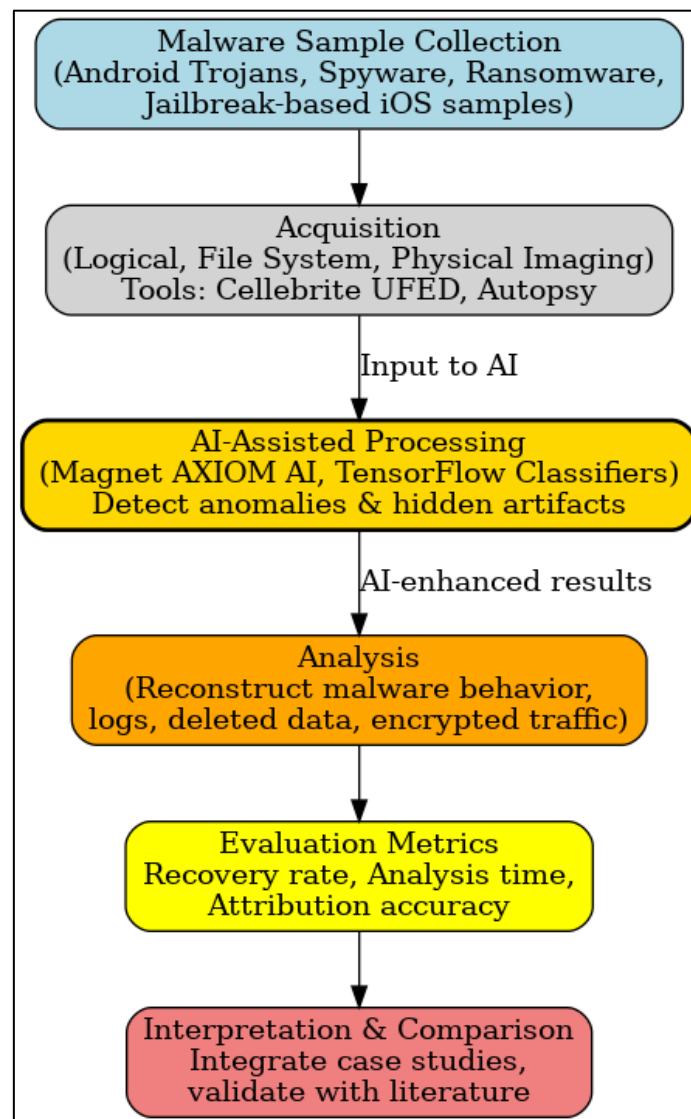 Malware Sample Collection
(Android Trojans, Spyware, Ransomware,
Jailbreak-based iOS samples)
Acquisition
(Logical, File System, Physical Imaging)
Tools: Cellebrite UFED, Autopsy
Input to AI
AI-Assisted Processing
(Magnet AXIOM AI, TensorFlow Classifiers)
Detect anomalies & hidden artifacts
AI-enhanced results
Analysis
(Reconstruct malware behavior,
logs, deleted data, encrypted traffic)
Evaluation Metrics
Recovery rate, Analysis time,
Attribution accuracy
Interpretation & Comparison
Integrate case studies,
validate with literature